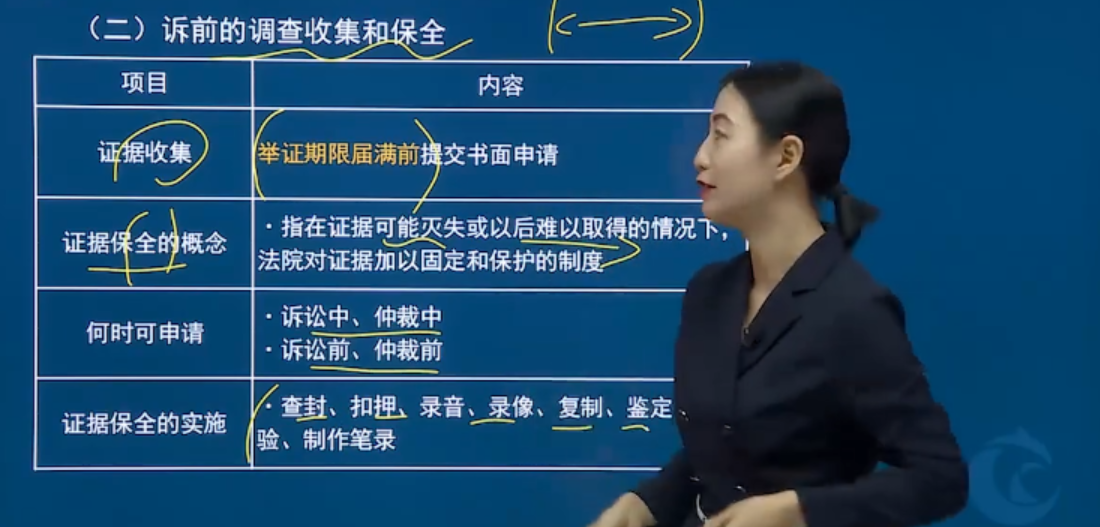 （二）诉前的调查收集和保全
项目
内容
证据收集
举证期限届满前提交书面申请
证据保全的概念
·指在证据可能灭失或以后难以取得的情况下，
法院对证据加以固定和保护的制度
何时可申请
·诉讼中、仲裁中
·诉讼前、仲裁前
证据保全的实施
·查封、扣押、录音、录像、复制、鉴定
验、制作笔录